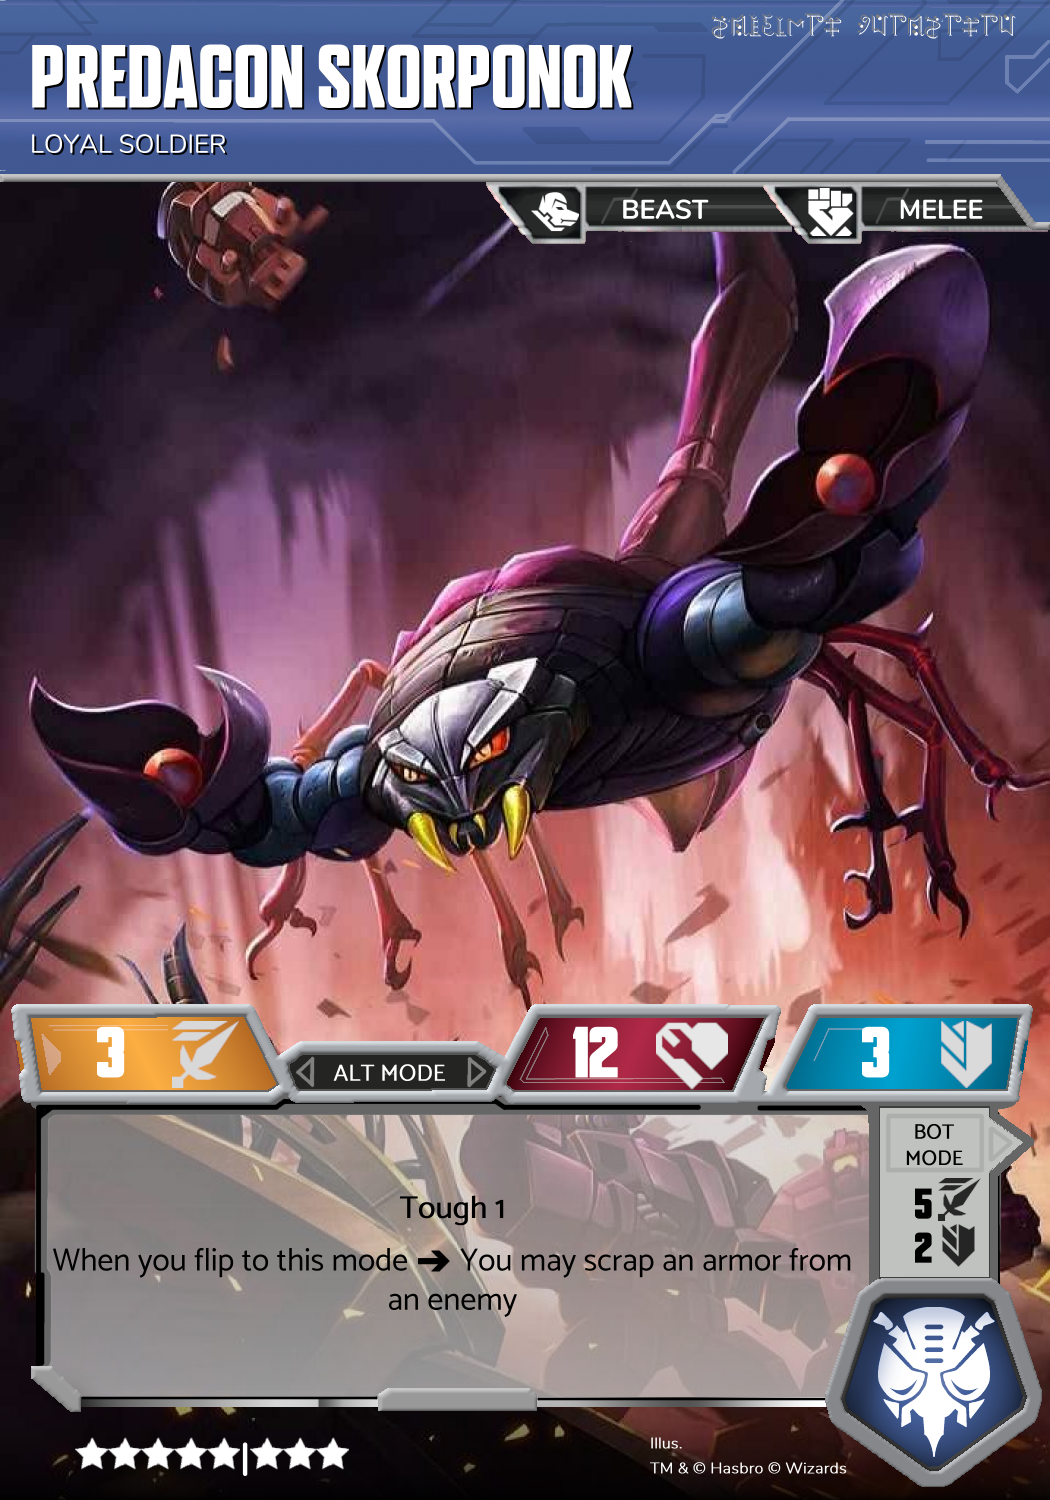 PREDACON SKORPONOK
LOYAL SOLDIER
BEAST
MELEE
3
ALT MODE
12
3
BOT
MODE
5
2
Tough 1
When you flip to this mode ➔ You may scrap an armor from
an enemy
Illus.
TM & © Hasbro © Wizards